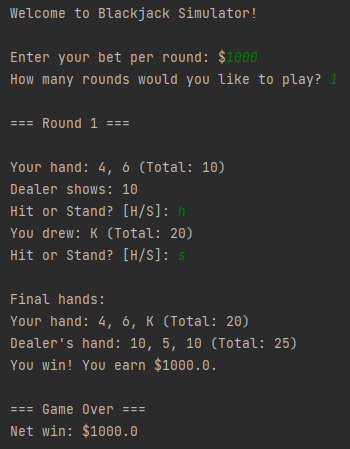 Welcome to Blackjack Simulator!
Enter your bet per round: $1000
How many rounds would you like to play? 1
=== Round 1 ===
Your hand: 4, 6 (Total: 10)
Dealer shows: 10
Hit or Stand? [H/S]: h
You drew: K (Total: 20)
Hit or Stand? [H/S]: s
Final hands:
Your hand: 4, 6, K (Total: 20)
Dealer's hand: 10, 5, 10 (Total: 25)
You win! You earn $1000.0.
=== Game Over ===
Net win: $1000.0